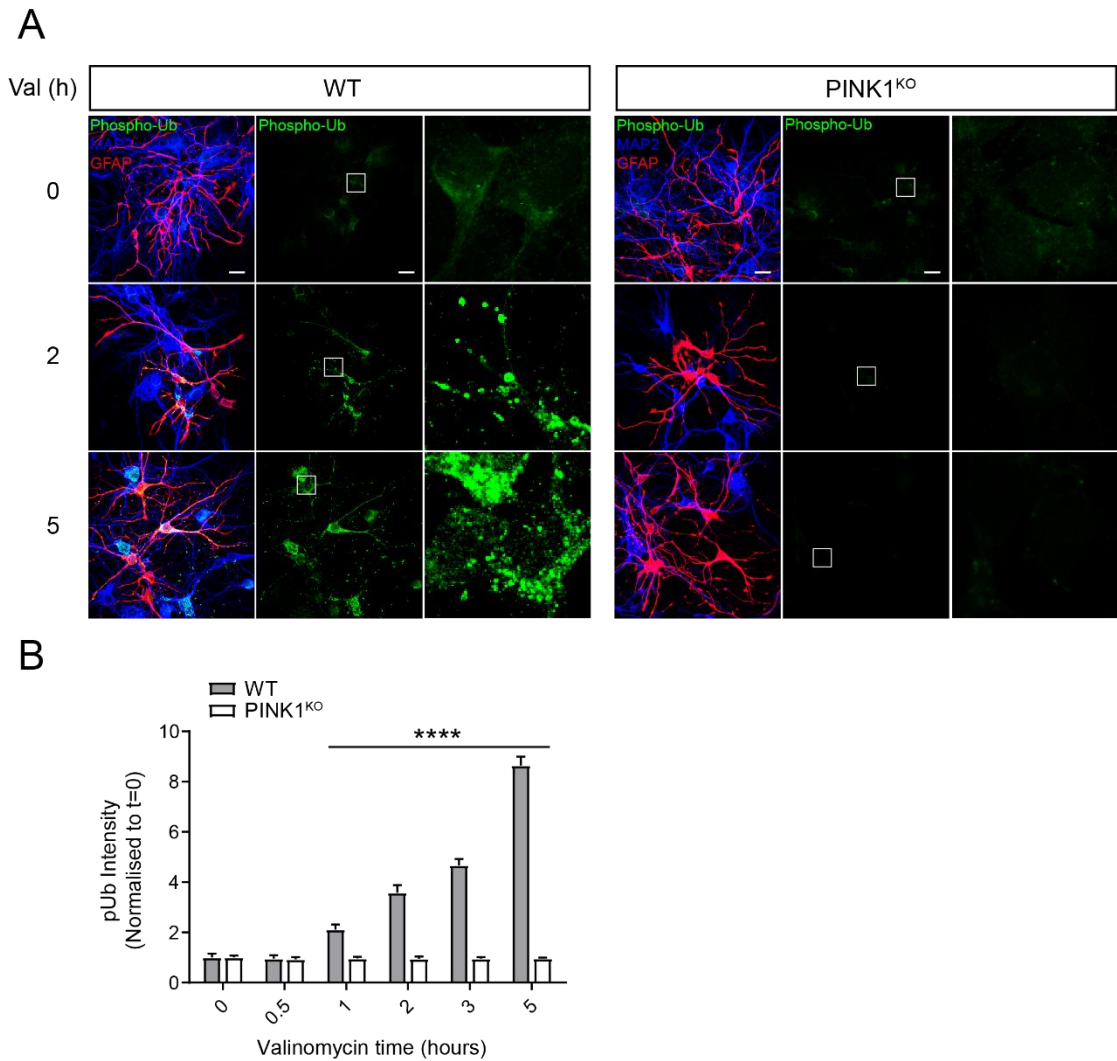 A
Val (h)
WT
PINK1KO
Phospho-Ub
MAP2
GFAP
Phospho-Ub
Phospho-Ub
MAP2
GFAP
Phospho-Ub
0
2
5
B
WT
PINK1KO
****
pUb Intensity
(Normalised to t=0)
10
8
6
4
2
0
0
0.5
1
2
3
5
Valinomycin time (hours)